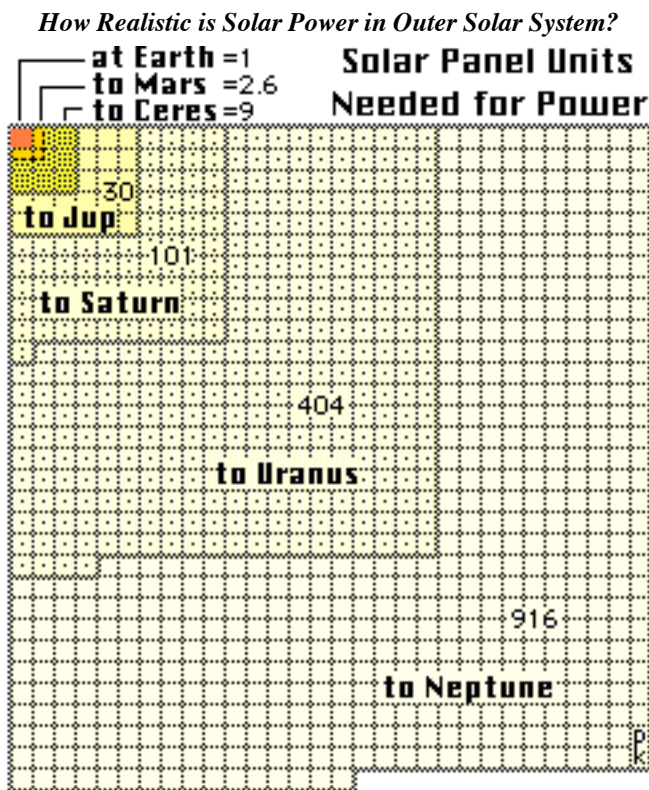 How Realistic is Solar Power in Outer Solar System?
at Earth =1
to Mars =2.6
to Ceres =9
Solar Panel Units
Needed for Power
30
to Jup
101
to Saturn
404
to Uranus
916
to Neptune
PK